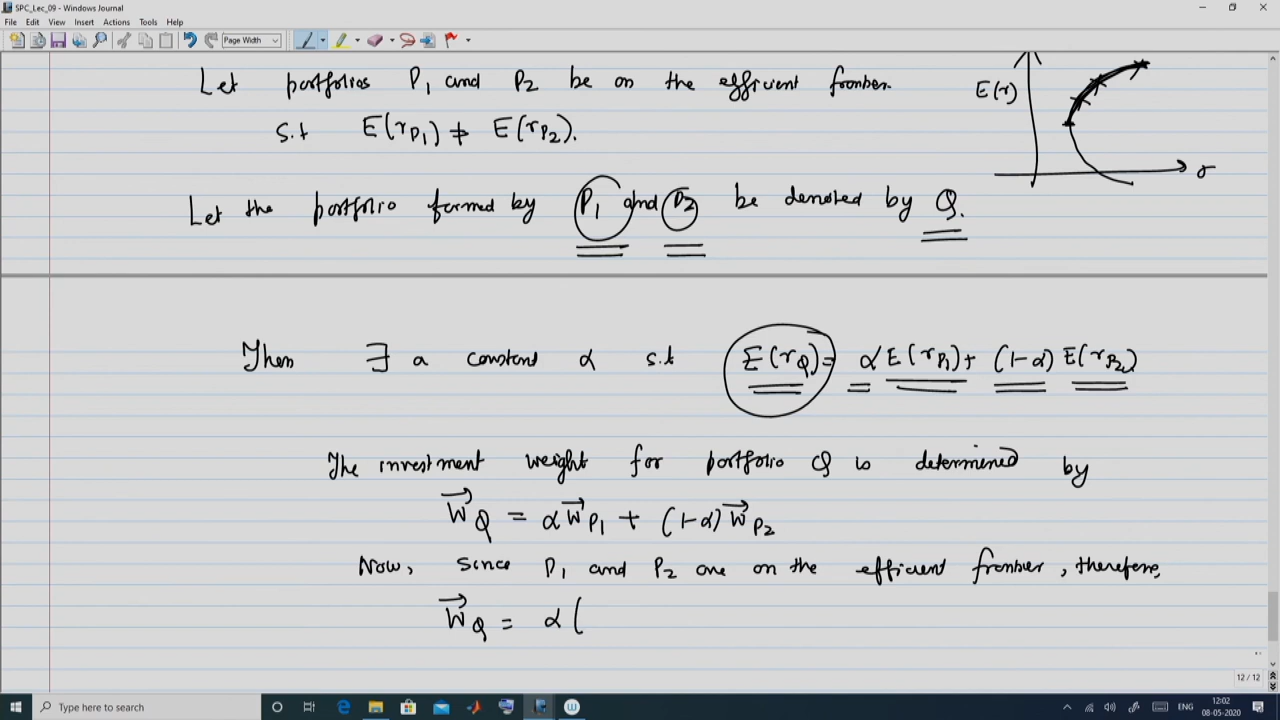 SPC_Lec_09 - Windows Journal
File Edit View Insert Actions Tools Help
Page Width
Let portfolios P1 and P2 be on the efficient frontier.
s.t E(rP1) ≠ E(rP2).
E(r)
σ
Let the portfolio formed by P1 and P2 be denoted by Q.
Then ∃ a constant α s.t E(rQ) = α E(rP1) + (1-α) E(rP2)
The investment weight for portfolio Q is determined by
W⃗Q = αW⃗P1 + (1-α) W⃗P2
Now, since P1 and P2 are on the efficient frontier, therefore,
W⃗Q = α (
12 / 12
Type here to search
ENG
12:02
08-05-2020